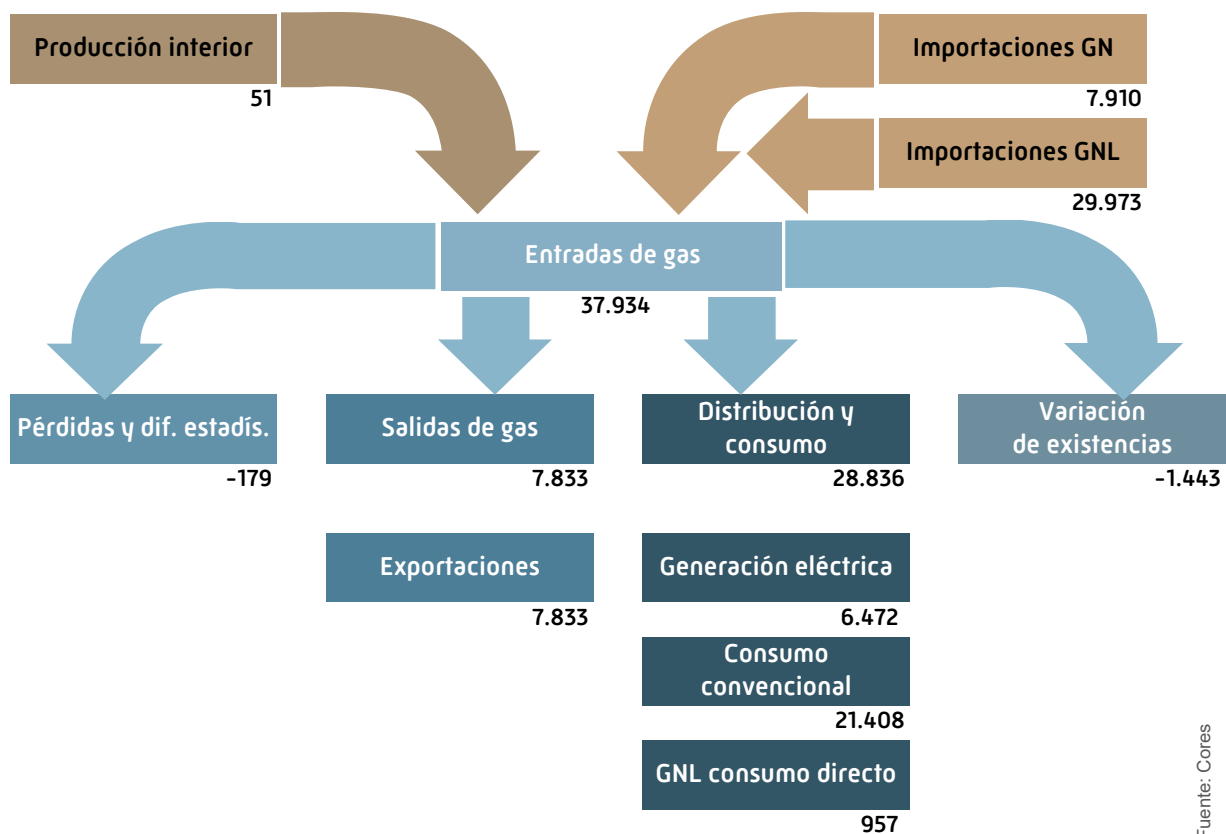 Producción interior
51
Importaciones GN
7.910
Importaciones GNL
29.973
Entradas de gas
37.934
Pérdidas y dif. estadís.
-179
Salidas de gas
7.833
Distribución y
consumo
28.836
Variación
de existencias
-1.443
Exportaciones
7.833
Generación eléctrica
6.472
Consumo
convencional
21.408
GNL consumo directo
957
Fuente: Cores